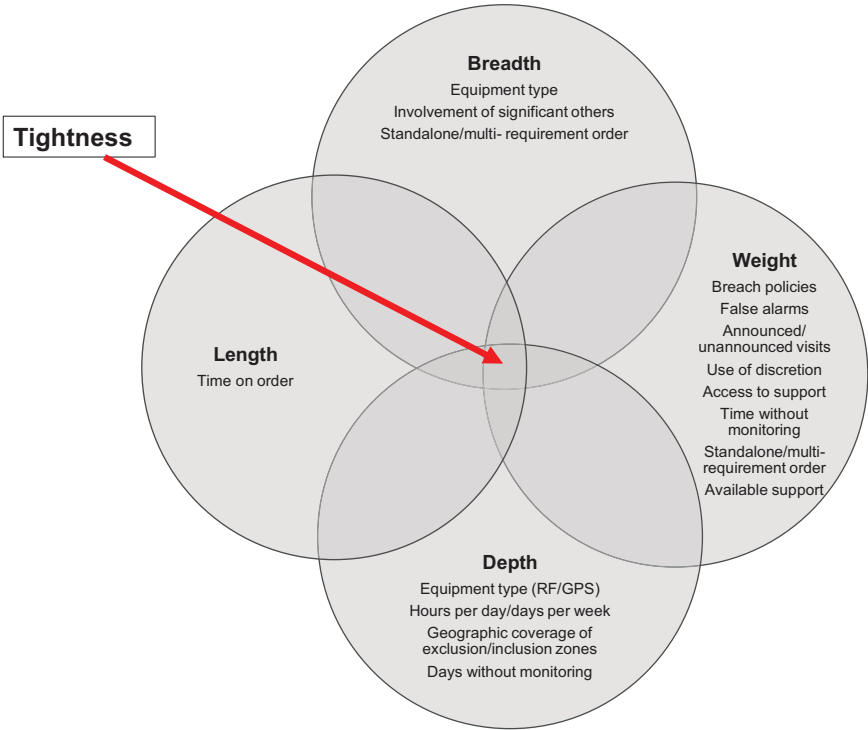 Breadth
Equipment type
Involvement of significant others
Standalone/multi- requirement order
Tightness
Length
Time on order
Weight
Breach policies
False alarms
Announced/
unannounced visits
Use of discretion
Access to support
Time without
monitoring
Standalone/multi-
requirement order
Available support
Depth
Equipment type (RF/GPS)
Hours per day/days per week
Geographic coverage of
exclusion/inclusion zones
Days without monitoring